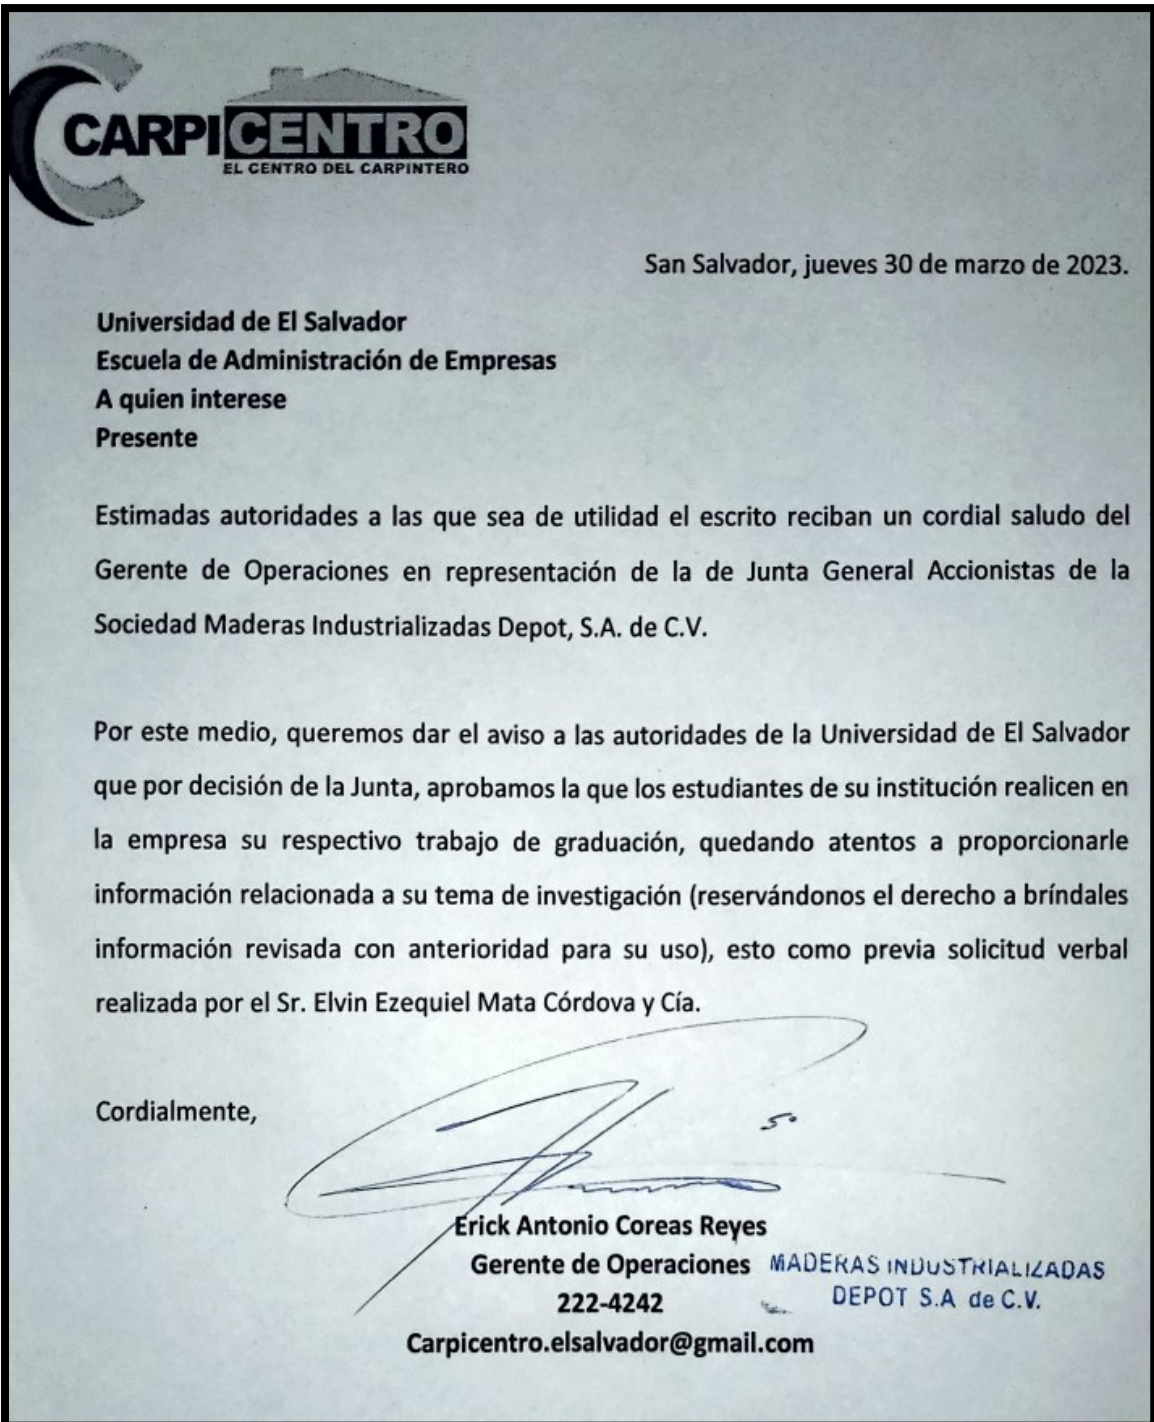 CARPICENTRO
EL CENTRO DEL CARPINTERO
San Salvador, jueves 30 de marzo de 2023.
Universidad de El Salvador
Escuela de Administración de Empresas
A quien interese
Presente
Estimadas autoridades a las que sea de utilidad el escrito reciban un cordial saludo del
Gerente de Operaciones en representación de la de Junta General Accionistas de la
Sociedad Maderas Industrializadas Depot, S.A. de C.V.
Por este medio, queremos dar el aviso a las autoridades de la Universidad de El Salvador
que por decisión de la Junta, aprobamos la que los estudiantes de su institución realicen en
la empresa su respectivo trabajo de graduación, quedando atentos a proporcionarle
información relacionada a su tema de investigación (reservándonos el derecho a bríndales
información revisada con anterioridad para su uso), esto como previa solicitud verbal
realizada por el Sr. Elvin Ezequiel Mata Córdova y Cía.
Cordialmente,
Erick Antonio Coreas Reyes
Gerente de Operaciones
222-4242
Carpicentro.elsalvador@gmail.com
MADERAS INDUSTRIALIZADAS
DEPOT S.A de C.V.